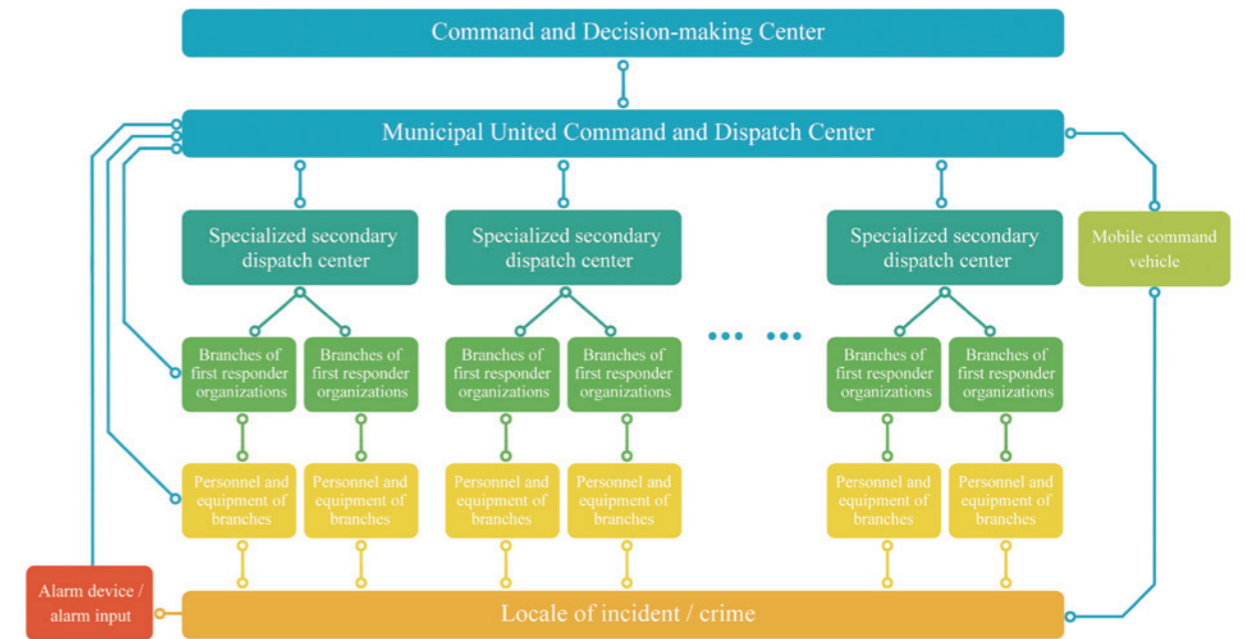 Command and Decision-making Center
Municipal United Command and Dispatch Center
Specialized secondary
dispatch center
Specialized secondary
dispatch center
Specialized secondary
dispatch center
Mobile command
vehicle
Branches of
first responder
organizations
Branches of
first responder
organizations
Branches of
first responder
organizations
Branches of
first responder
organizations
Branches of
first responder
organizations
Branches of
first responder
organizations
Personnel and
equipment of
branches
Personnel and
equipment of
branches
Personnel and
equipment of
branches
Personnel and
equipment of
branches
Personnel and
equipment of
branches
Personnel and
equipment of
branches
Alarm device /
alarm input
Locale of incident / crime